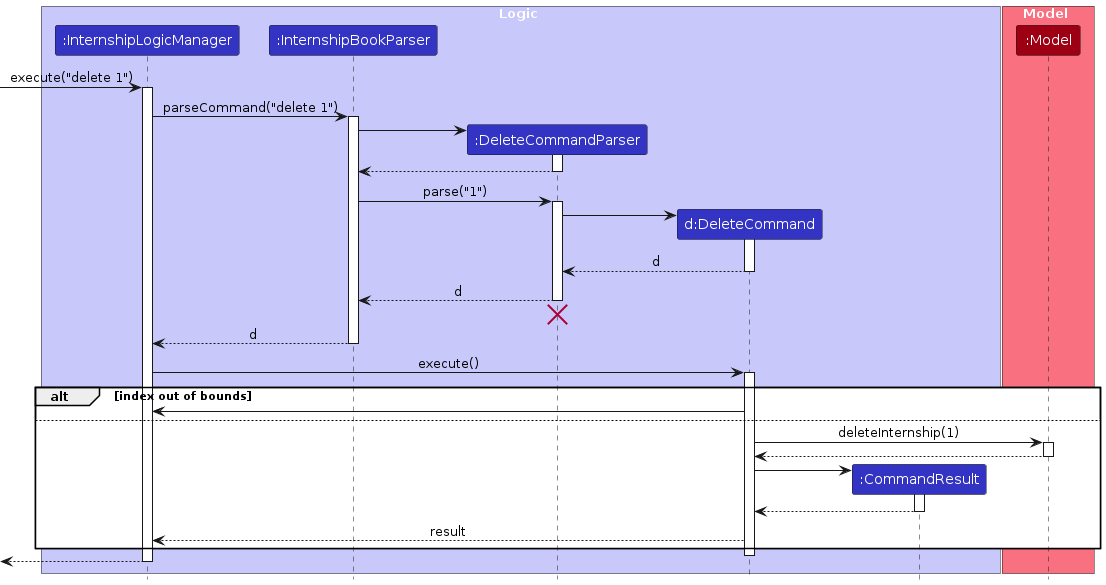 Logic
Model
:InternshipLogicManager
:InternshipBookParser
:Model
execute("delete 1")
parseCommand("delete 1")
:DeleteCommandParser
parse("1")
d:DeleteCommand
d
d
d
execute()
alt
[index out of bounds]
deleteInternship(1)
:CommandResult
result